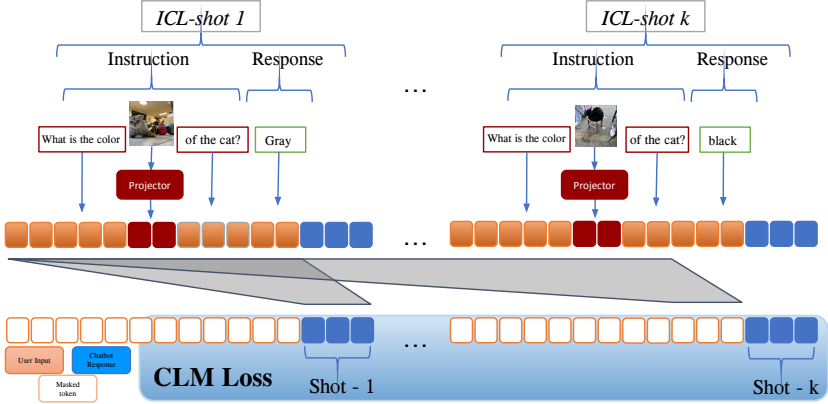 ICL-shot 1
ICL-shot k
Instruction
Response
...
Instruction
Response
What is the color
of the cat?
Gray
What is the color
of the cat?
black
Projector
Projector
...
...
User Input
Chatbot
Response
Masked
token
CLM Loss
Shot - 1
Shot - k